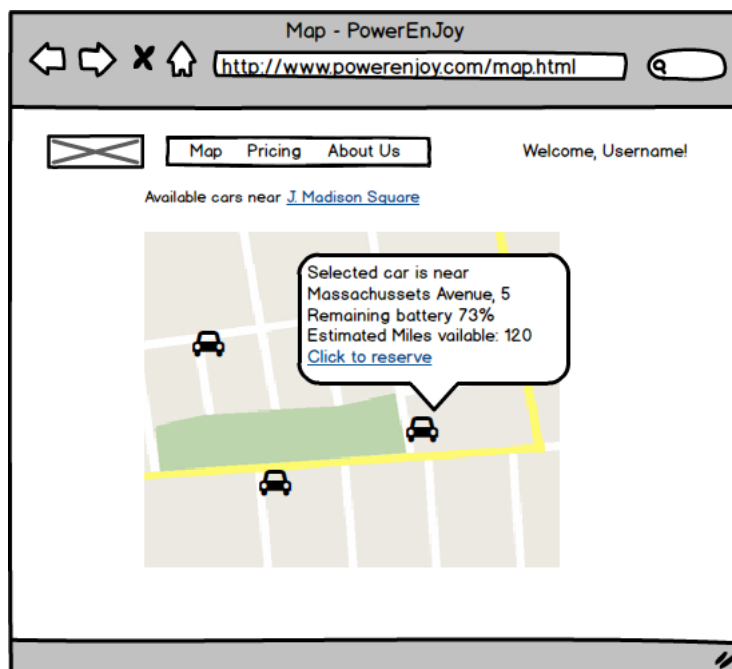 Map - PowerEnJoy
http://www.powerenjoy.com/map.html
Map Pricing About Us
Welcome, Username!
Available cars near J. Madison Square
Selected car is near
Massachussets Avenue, 5
Remaining battery 73%
Estimated Miles vailable: 120
Click to reserve